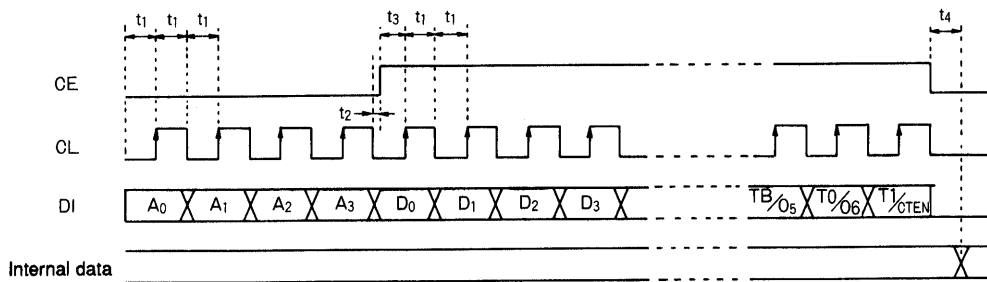 t1 t1 t1 t3 t1 t1 t4
CE
t2
CL
DI A0 A1 A2 A3 D0 D1 D2 D3 TB/O5 T0/O6 T1/CTEN
Internal data